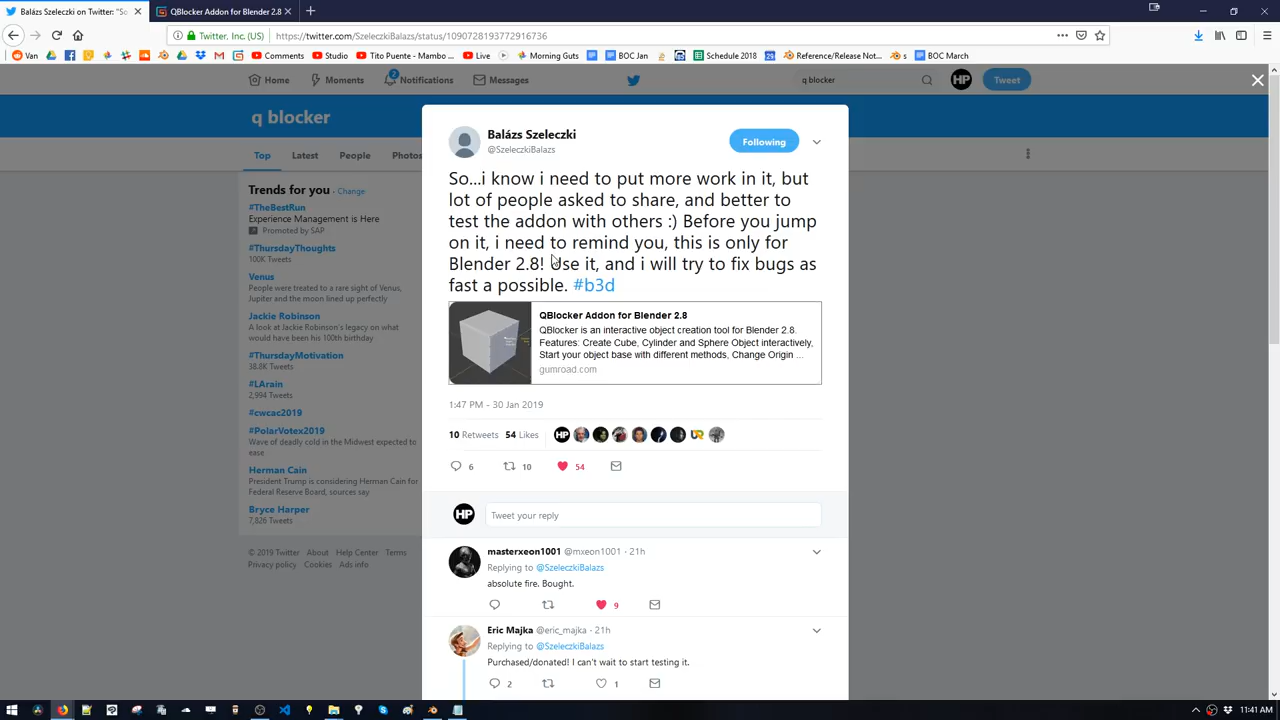 Balázs Szeleczki on Twitter: "So
QBlocker Addon for Blender 2.8
Twitter, Inc. (US)
https://twitter.com/SzeleczkiBalazs/status/1090728193772916736
Van
Comments
Studio
Tito Puente - Mambo ...
Live
Morning Guts
BOC Jan
Schedule 2018
Reference/Release Not...
s
BOC March
Home
Moments
2
Notifications
Messages
q blocker
HP
Tweet
q blocker
Top
Latest
People
Photos
Trends for you · Change
#TheBestRun
Experience Management is Here
Promoted by SAP
#ThursdayThoughts
100K Tweets
Venus
People were treated to a rare sight of Venus,
Jupiter and the moon lined up perfectly
Jackie Robinson
A look at Jackie Robinson's legacy on what
would have been his 100th birthday
#ThursdayMotivation
38.8K Tweets
#LArain
2,994 Tweets
#cwcac2019
#PolarVotex2019
Wave of deadly cold in the Midwest expected to
ease
Herman Cain
President Trump is considering Herman Cain for
Federal Reserve Board, sources say
Bryce Harper
7,826 Tweets
© 2019 Twitter About Help Center Terms
Privacy policy Cookies Ads info
Balázs Szeleczki
@SzeleczkiBalazs
Following
So...i know i need to put more work in it, but
lot of people asked to share, and better to
test the addon with others :) Before you jump
on it, i need to remind you, this is only for
Blender 2.8! Use it, and i will try to fix bugs as
fast a possible. #b3d
QBlocker Addon for Blender 2.8
QBlocker is an interactive object creation tool for Blender 2.8.
Features: Create Cube, Cylinder and Sphere Object interactively,
Start your object base with different methods, Change Origin ...
gumroad.com
1:47 PM - 30 Jan 2019
10 Retweets 54 Likes
HP
6
10
54
HP
Tweet your reply
masterxeon1001 @mxeon1001 · 21h
Replying to @SzeleczkiBalazs
absolute fire. Bought.
9
Eric Majka @eric_majka · 21h
Replying to @SzeleczkiBalazs
Purchased/donated! I can't wait to start testing it.
2
1
11:41 AM